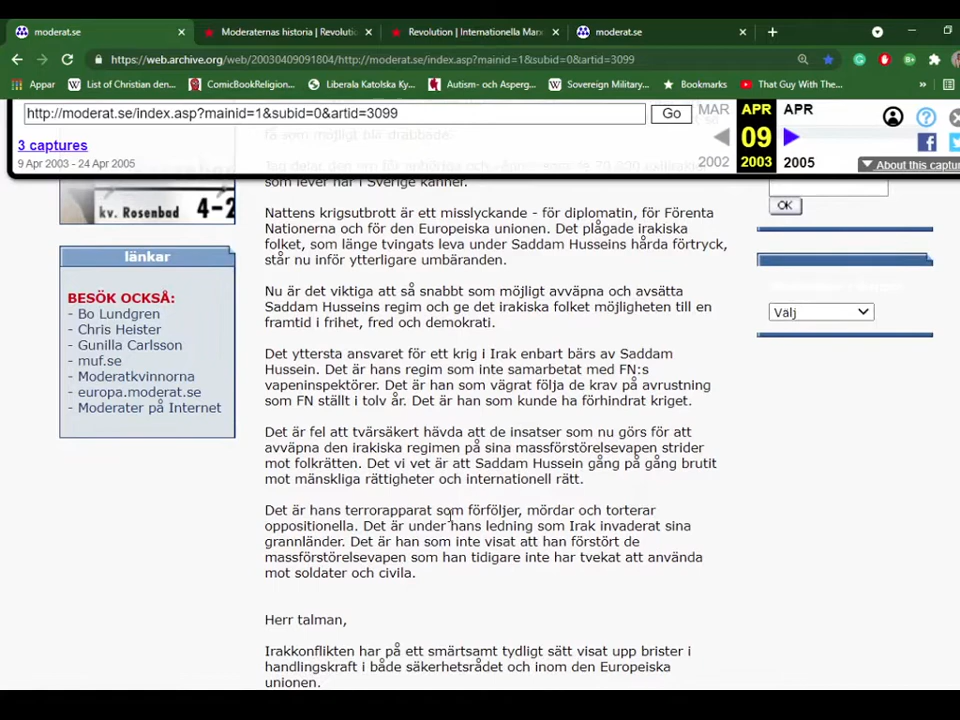 moderat.se
Moderaternas historia | Revoluti
Revolution | Internationella Marx
moderat.se
https://web.archive.org/web/20030409091804/http://moderat.se/index.asp?mainid=1&subid=0&artid=3099
Appar
List of Christian den...
ComicBookReligion...
Liberala Katolska Ky...
Autism- och Asperg...
Sovereign Military...
Bookmarks
That Guy With The...
http://moderat.se/index.asp?mainid=1&subid=0&artid=3099
Go
MAR
APR
APR
09
2002
2003
2005
3 captures
9 Apr 2003 - 24 Apr 2005
About this captu
som lever här i Sverige känner.
kv. Rosenbad 4-2
OK
Välj
länkar
BESÖK OCKSÅ:
- Bo Lundgren
- Chris Heister
- Gunilla Carlsson
- muf.se
- Moderatkvinnorna
- europa.moderat.se
- Moderater på Internet
Nattens krigsutbrott är ett misslyckande - för diplomatin, för Förenta
Nationerna och för den Europeiska unionen. Det plågade irakiska
folket, som länge tvingats leva under Saddam Husseins hårda förtryck,
står nu inför ytterligare umbäranden.
Nu är det viktiga att så snabbt som möjligt avväpna och avsätta
Saddam Husseins regim och ge det irakiska folket möjligheten till en
framtid i frihet, fred och demokrati.
Det yttersta ansvaret för ett krig i Irak enbart bärs av Saddam
Hussein. Det är hans regim som inte samarbetat med FN:s
vapeninspektörer. Det är han som vägrat följa de krav på avrustning
som FN ställt i tolv år. Det är han som kunde ha förhindrat kriget.
Det är fel att tvärsäkert hävda att de insatser som nu görs för att
avväpna den irakiska regimen på sina massförstörelsevapen strider
mot folkrätten. Det vi vet är att Saddam Hussein gång på gång brutit
mot mänskliga rättigheter och internationell rätt.
Det är hans terrorapparat som förföljer, mördar och torterar
oppositionella. Det är under hans ledning som Irak invaderat sina
grannländer. Det är han som inte visat att han förstört de
massförstörelsevapen som han tidigare inte har tvekat att använda
mot soldater och civila.
Herr talman,
Irakkonflikten har på ett smärtsamt tydligt sätt visat upp brister i
handlingskraft i både säkerhetsrådet och inom den Europeiska
unionen.